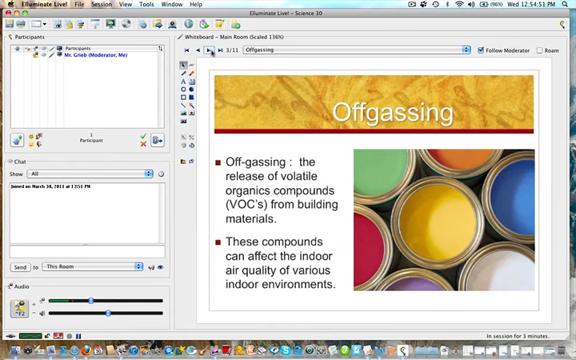 Elluminate Live! File Session View Tools Window Help
(96%) Wed 12:54:51 PM
Elluminate Live! – Science 30
Participants
Whiteboard – Main Room (Scaled 136%)
3/11 Offgassing Follow Moderator Roam
Participants
Mr. Grieb (Moderator, Me)
Offgassing
1
Participant
Off-gassing : the
release of volatile
organics compounds
(VOC's) from building
materials.
These compounds
can affect the indoor
air quality of various
indoor environments.
Chat
Show All
Joined on March 30, 2011 at 12:51 PM
Send to This Room
Audio
F2
In session for 3 minutes.